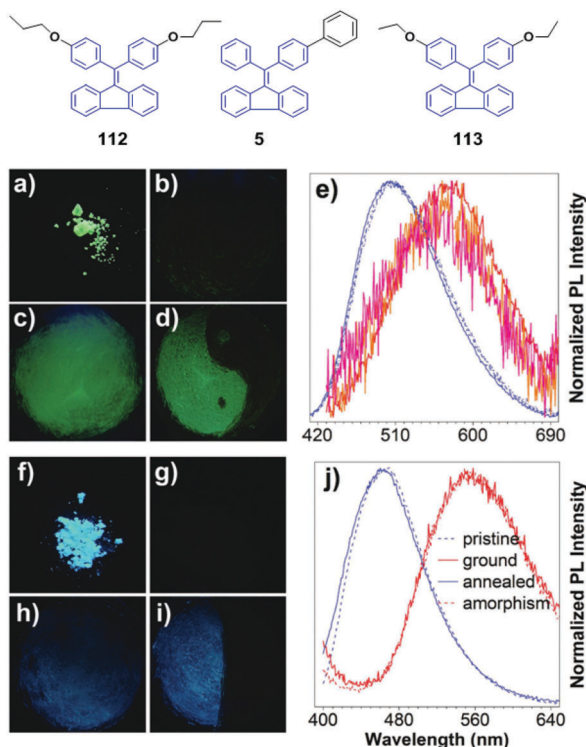 O
O
O
O
112
5
113
a)
b)
c)
d)
e)
Normalized PL Intensity
420 510 600 690
f)
g)
h)
i)
j)
pristine
ground
annealed
amorphism
Normalized PL Intensity
400 480 560 640
Wavelength (nm)